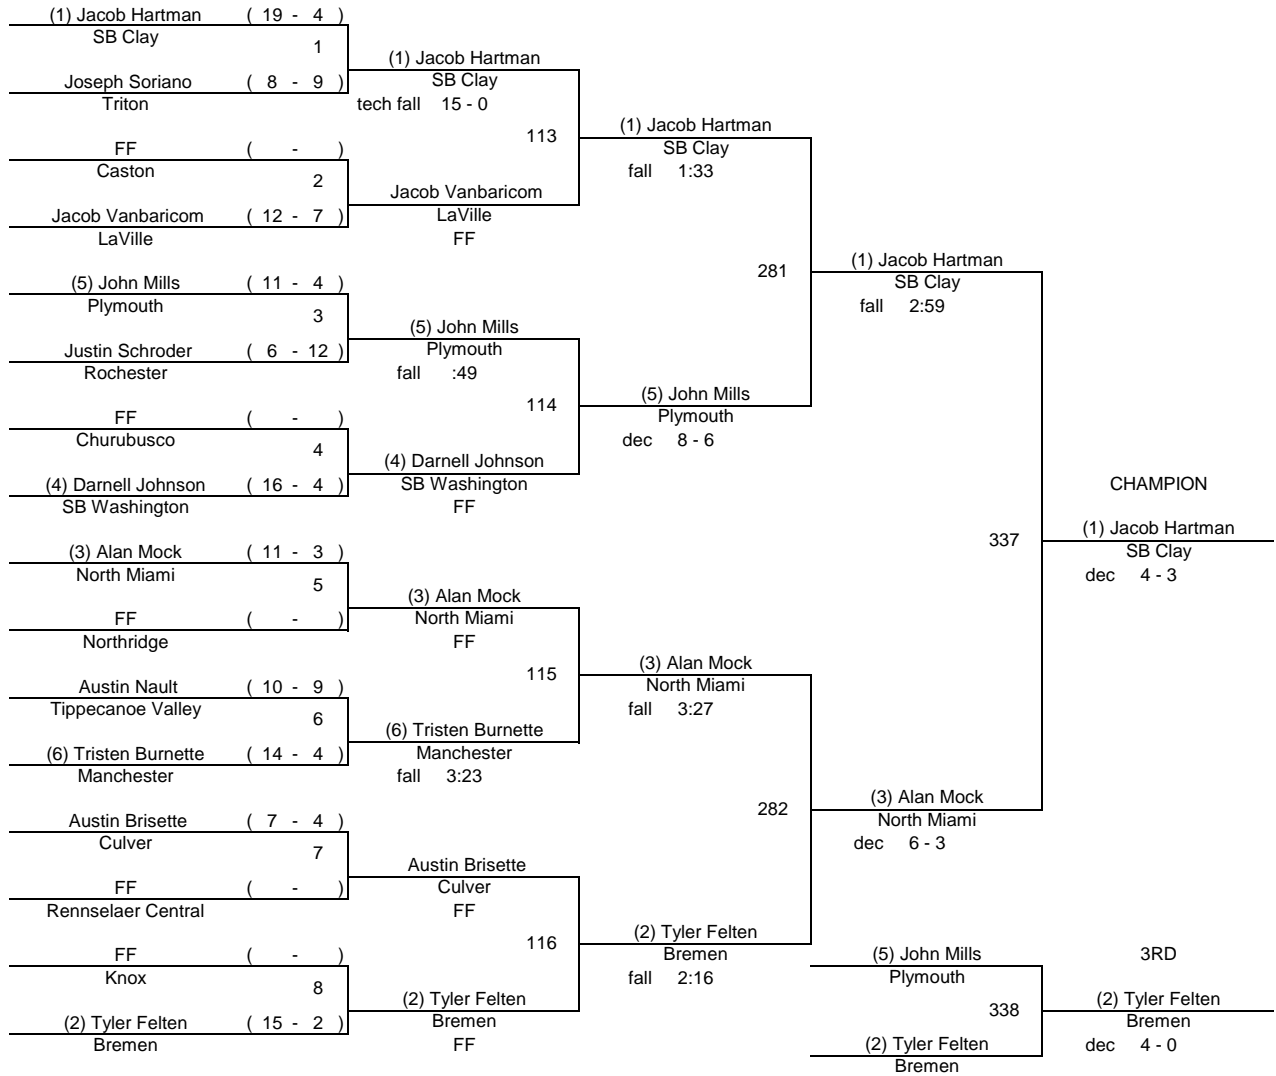 (1) Jacob Hartman ( 19 - 4 )
SB Clay
1
Joseph Soriano ( 8 - 9 )
Triton
FF ( - )
Caston
2
Jacob Vanbaricom ( 12 - 7 )
LaVille
(5) John Mills ( 11 - 4 )
Plymouth
3
Justin Schroder ( 6 - 12 )
Rochester
FF ( - )
Churubusco
4
(4) Darnell Johnson ( 16 - 4 )
SB Washington
(3) Alan Mock ( 11 - 3 )
North Miami
5
FF ( - )
Northridge
Austin Nault ( 10 - 9 )
Tippecanoe Valley
6
(6) Tristen Burnette ( 14 - 4 )
Manchester
Austin Brisette ( 7 - 4 )
Culver
7
FF ( - )
Rennselaer Central
FF ( - )
Knox
8
(2) Tyler Felten ( 15 - 2 )
Bremen
(1) Jacob Hartman
SB Clay
tech fall 15 - 0
113
Jacob Vanbaricom
LaVille
FF
(5) John Mills
Plymouth
fall :49
114
(4) Darnell Johnson
SB Washington
FF
(3) Alan Mock
North Miami
FF
115
(6) Tristen Burnette
Manchester
fall 3:23
Austin Brisette
Culver
FF
116
(2) Tyler Felten
Bremen
FF
(1) Jacob Hartman
SB Clay
fall 1:33
281
(5) John Mills
Plymouth
dec 8 - 6
(3) Alan Mock
North Miami
fall 3:27
282
(2) Tyler Felten
Bremen
fall 2:16
(1) Jacob Hartman
SB Clay
fall 2:59
337
(3) Alan Mock
North Miami
dec 6 - 3
CHAMPION
(1) Jacob Hartman
SB Clay
dec 4 - 3
(5) John Mills
Plymouth
338
(2) Tyler Felten
Bremen
3RD
(2) Tyler Felten
Bremen
dec 4 - 0